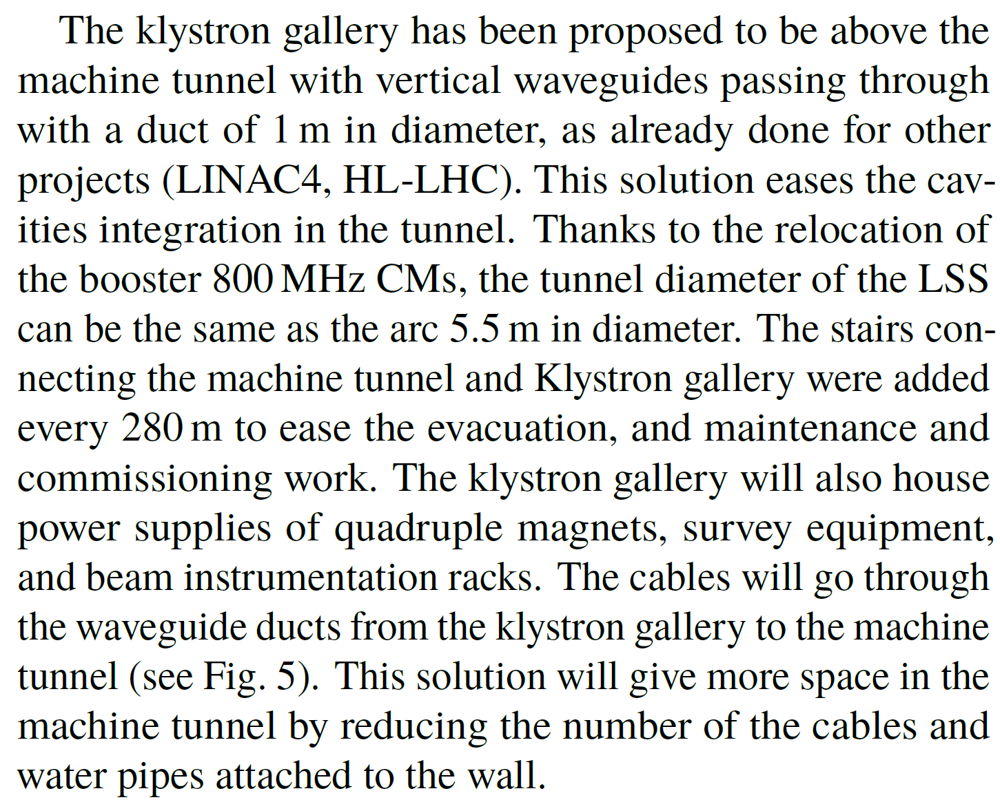 The klystron gallery has been proposed to be above the
machine tunnel with vertical waveguides passing through
with a duct of 1 m in diameter, as already done for other
projects (LINAC4, HL-LHC). This solution eases the cav-
ities integration in the tunnel. Thanks to the relocation of
the booster 800 MHz CMs, the tunnel diameter of the LSS
can be the same as the arc 5.5 m in diameter. The stairs con-
necting the machine tunnel and Klystron gallery were added
every 280 m to ease the evacuation, and maintenance and
commissioning work. The klystron gallery will also house
power supplies of quadruple magnets, survey equipment,
and beam instrumentation racks. The cables will go through
the waveguide ducts from the klystron gallery to the machine
tunnel (see Fig. 5). This solution will give more space in the
machine tunnel by reducing the number of the cables and
water pipes attached to the wall.